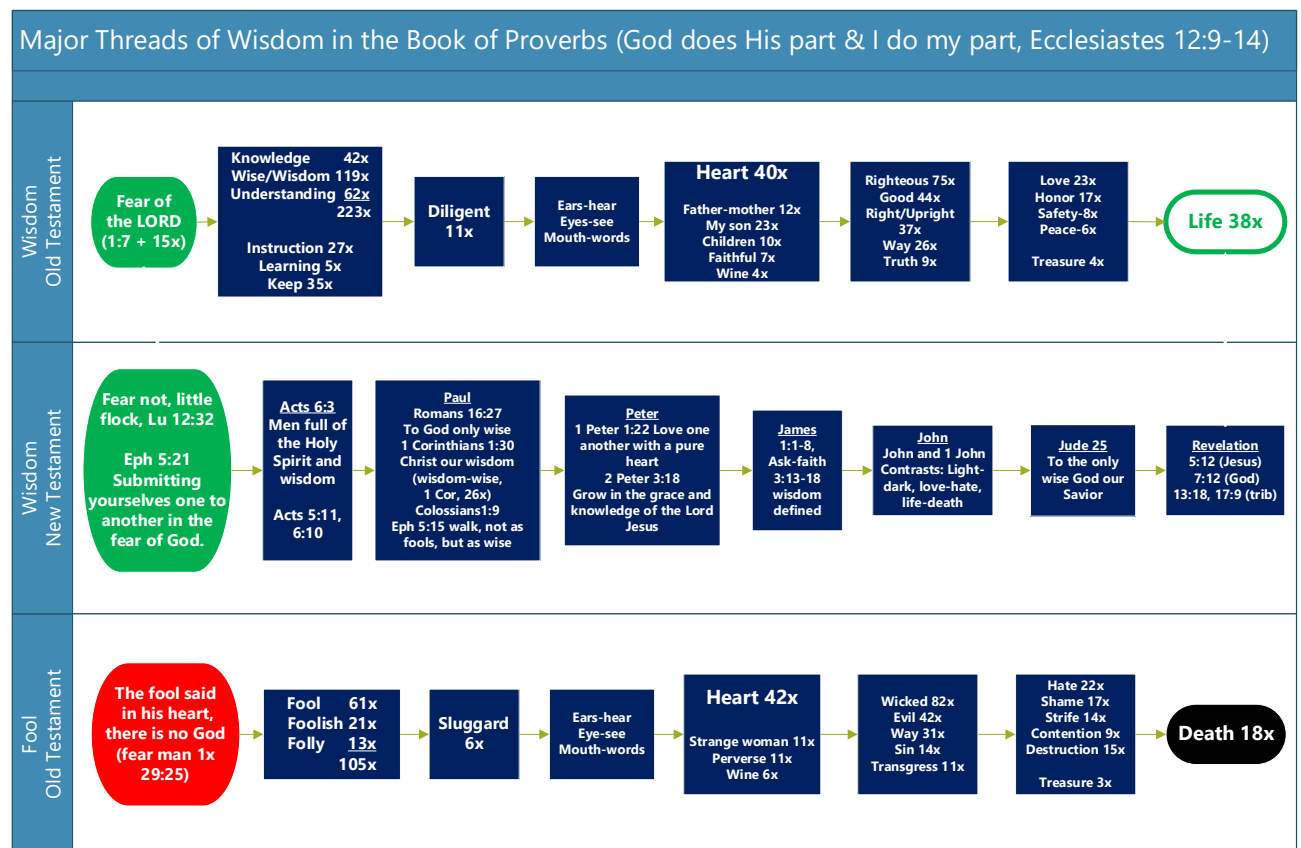 Major Threads of Wisdom in the Book of Proverbs (God does His part & I do my part, Ecclesiastes 12:9-14)
Wisdom
Old Testament
Fear of
the LORD
(1:7 + 15x)
Knowledge 42x
Wise/Wisdom 119x
Understanding 62x
223x
Instruction 27x
Learning 5x
Keep 35x
Diligent
11x
Ears-hear
Eyes-see
Mouth-words
Heart 40x
Father-mother 12x
My son 23x
Children 10x
Faithful 7x
Wine 4x
Righteous 75x
Good 44x
Right/Upright
37x
Way 26x
Truth 9x
Love 23x
Honor 17x
Safety-8x
Peace-6x
Treasure 4x
Life 38x
Wisdom
New Testament
Fear not, little
flock, Lu 12:32
Eph 5:21
Submitting
yourselves one to
another in the
fear of God.
Acts 6:3
Men full of
the Holy
Spirit and
wisdom
Acts 5:11,
6:10
Paul
Romans 16:27
To God only wise
1 Corinthians 1:30
Christ our wisdom
(wisdom-wise,
1 Cor, 26x)
Colossians1:9
Eph 5:15 walk, not as
fools, but as wise
Peter
1 Peter 1:22 Love one
another with a pure
heart
2 Peter 3:18
Grow in the grace and
knowledge of the Lord
Jesus
James
1:1-8,
Ask-faith
3:13-18
wisdom
defined
John
John and 1 John
Contrasts: Light-
dark, love-hate,
life-death
Jude 25
To the only
wise God our
Savior
Revelation
5:12 (Jesus)
7:12 (God)
13:18, 17:9 (trib)
Fool
Old Testament
The fool said
in his heart,
there is no God
(fear man 1x
29:25)
Fool 61x
Foolish 21x
Folly 13x
105x
Sluggard
6x
Ears-hear
Eye-see
Mouth-words
Heart 42x
Strange woman 11x
Perverse 11x
Wine 6x
Wicked 82x
Evil 42x
Way 31x
Sin 14x
Transgress 11x
Hate 22x
Shame 17x
Strife 14x
Contention 9x
Destruction 15x
Treasure 3x
Death 18x